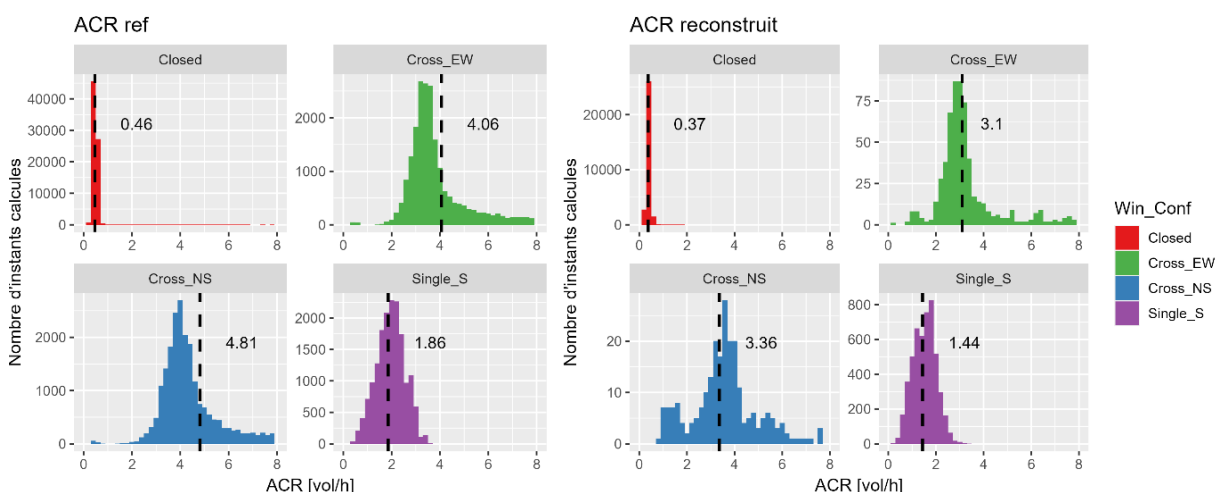 ACR ref
Closed
Cross_EW
40000
30000
20000
10000
0
0.46
2000
1000
0
4.06
0 2 4 6 8
0 2 4 6 8
Cross_NS
Single_S
2000
1000
0
4.81
2000
1500
1000
500
0
1.86
0 2 4 6 8
0 2 4 6 8
Nombre d'instants calcules
ACR [vol/h]
ACR reconstruit
Closed
Cross_EW
20000
10000
0
0.37
75
50
25
0
3.1
0 2 4 6 8
0 2 4 6 8
Cross_NS
Single_S
20
10
0
3.36
800
600
400
200
0
1.44
0 2 4 6 8
0 2 4 6 8
Nombre d'instants calcules
ACR [vol/h]
Win_Conf
Closed
Cross_EW
Cross_NS
Single_S